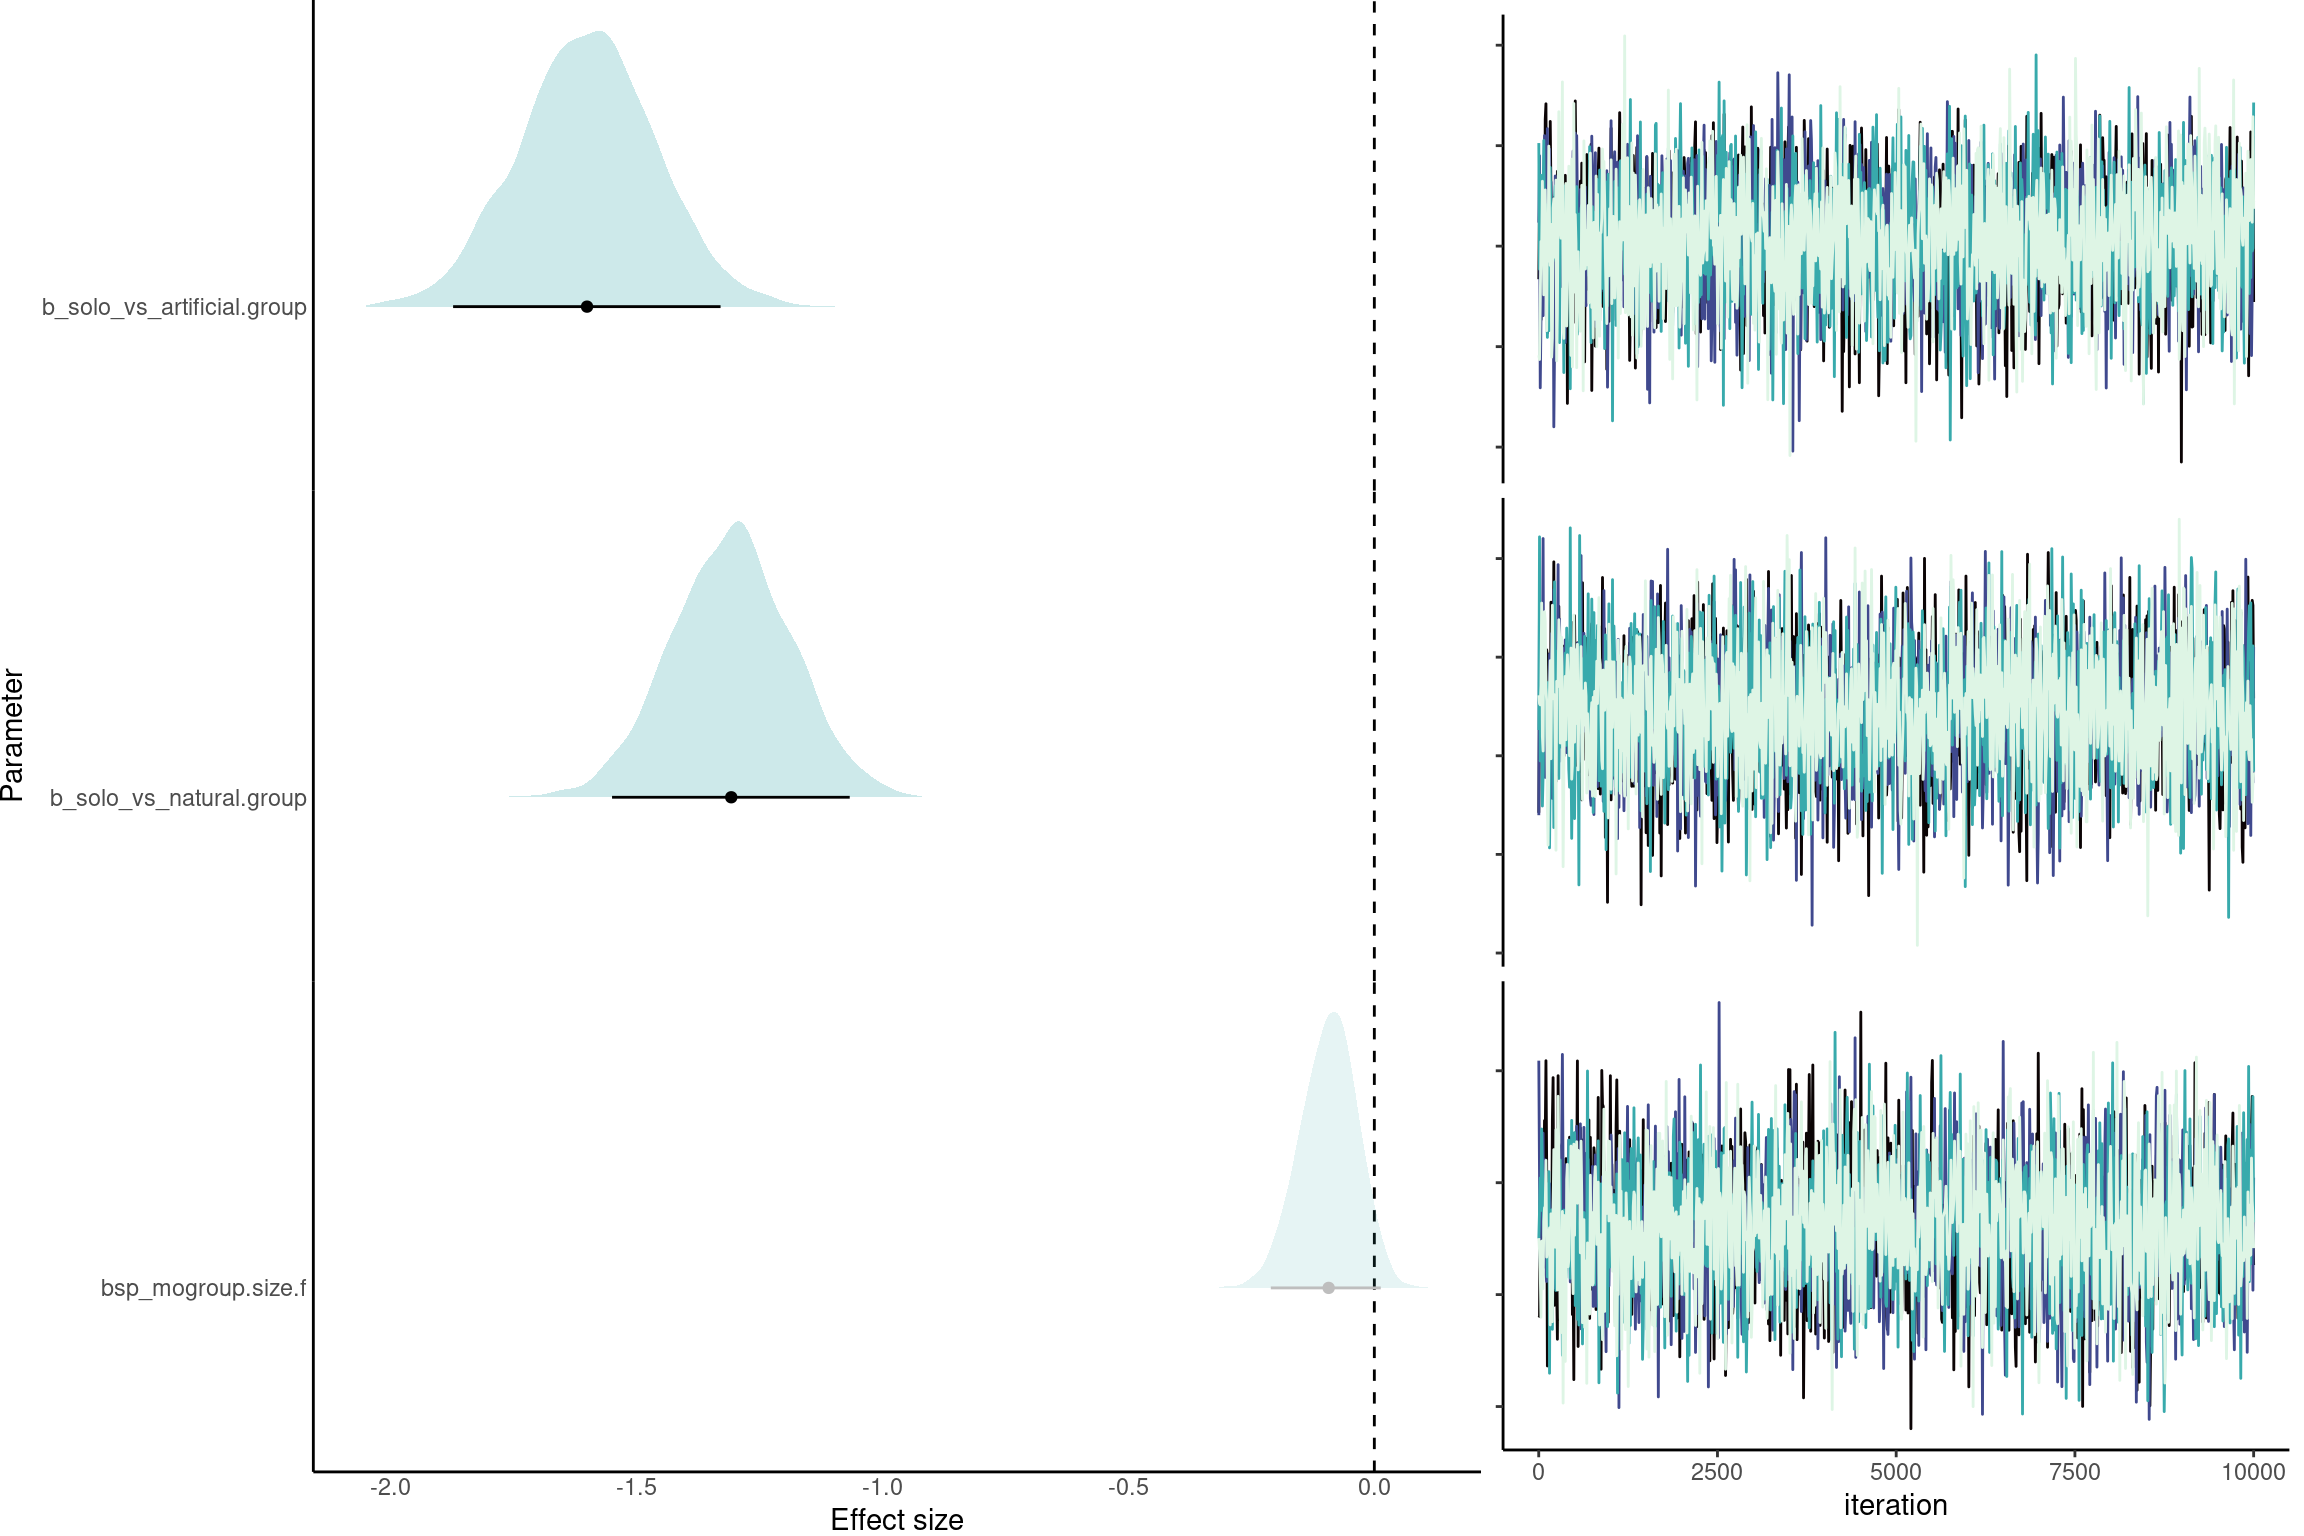 Parameter
b_solo_vs_artificial.group
b_solo_vs_natural.group
bsp_mogroup.size.f
-2.0 -1.5 -1.0 -0.5 0.0
Effect size
0 2500 5000 7500 10000
iteration